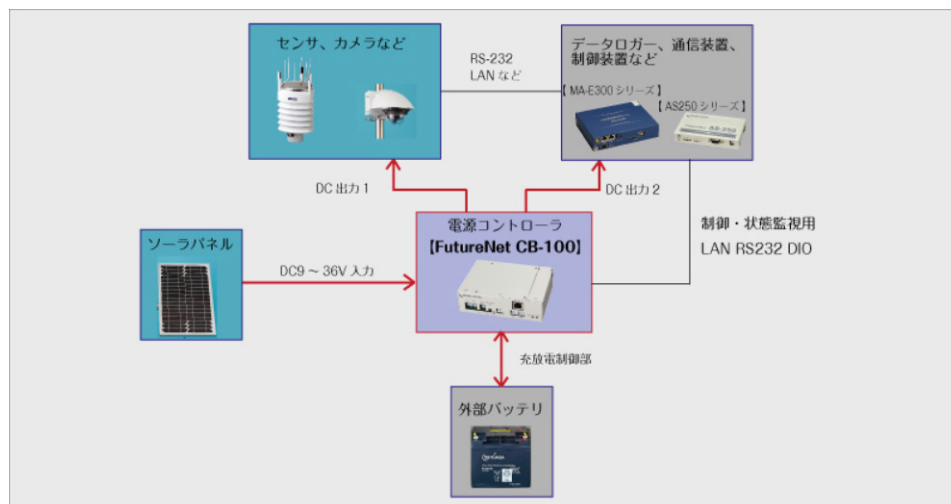 センサ、カメラなど
RS-232
LANなど
データロガー、通信装置、
制御装置など
【MA-E300シリーズ】
【AS250シリーズ】
DC出力1
DC出力2
電源コントローラ
【FutureNet CB-100】
制御・状態監視用
LAN RS232 DIO
ソーラパネル
DC9～36V入力
充放電制御部
外部バッテリ